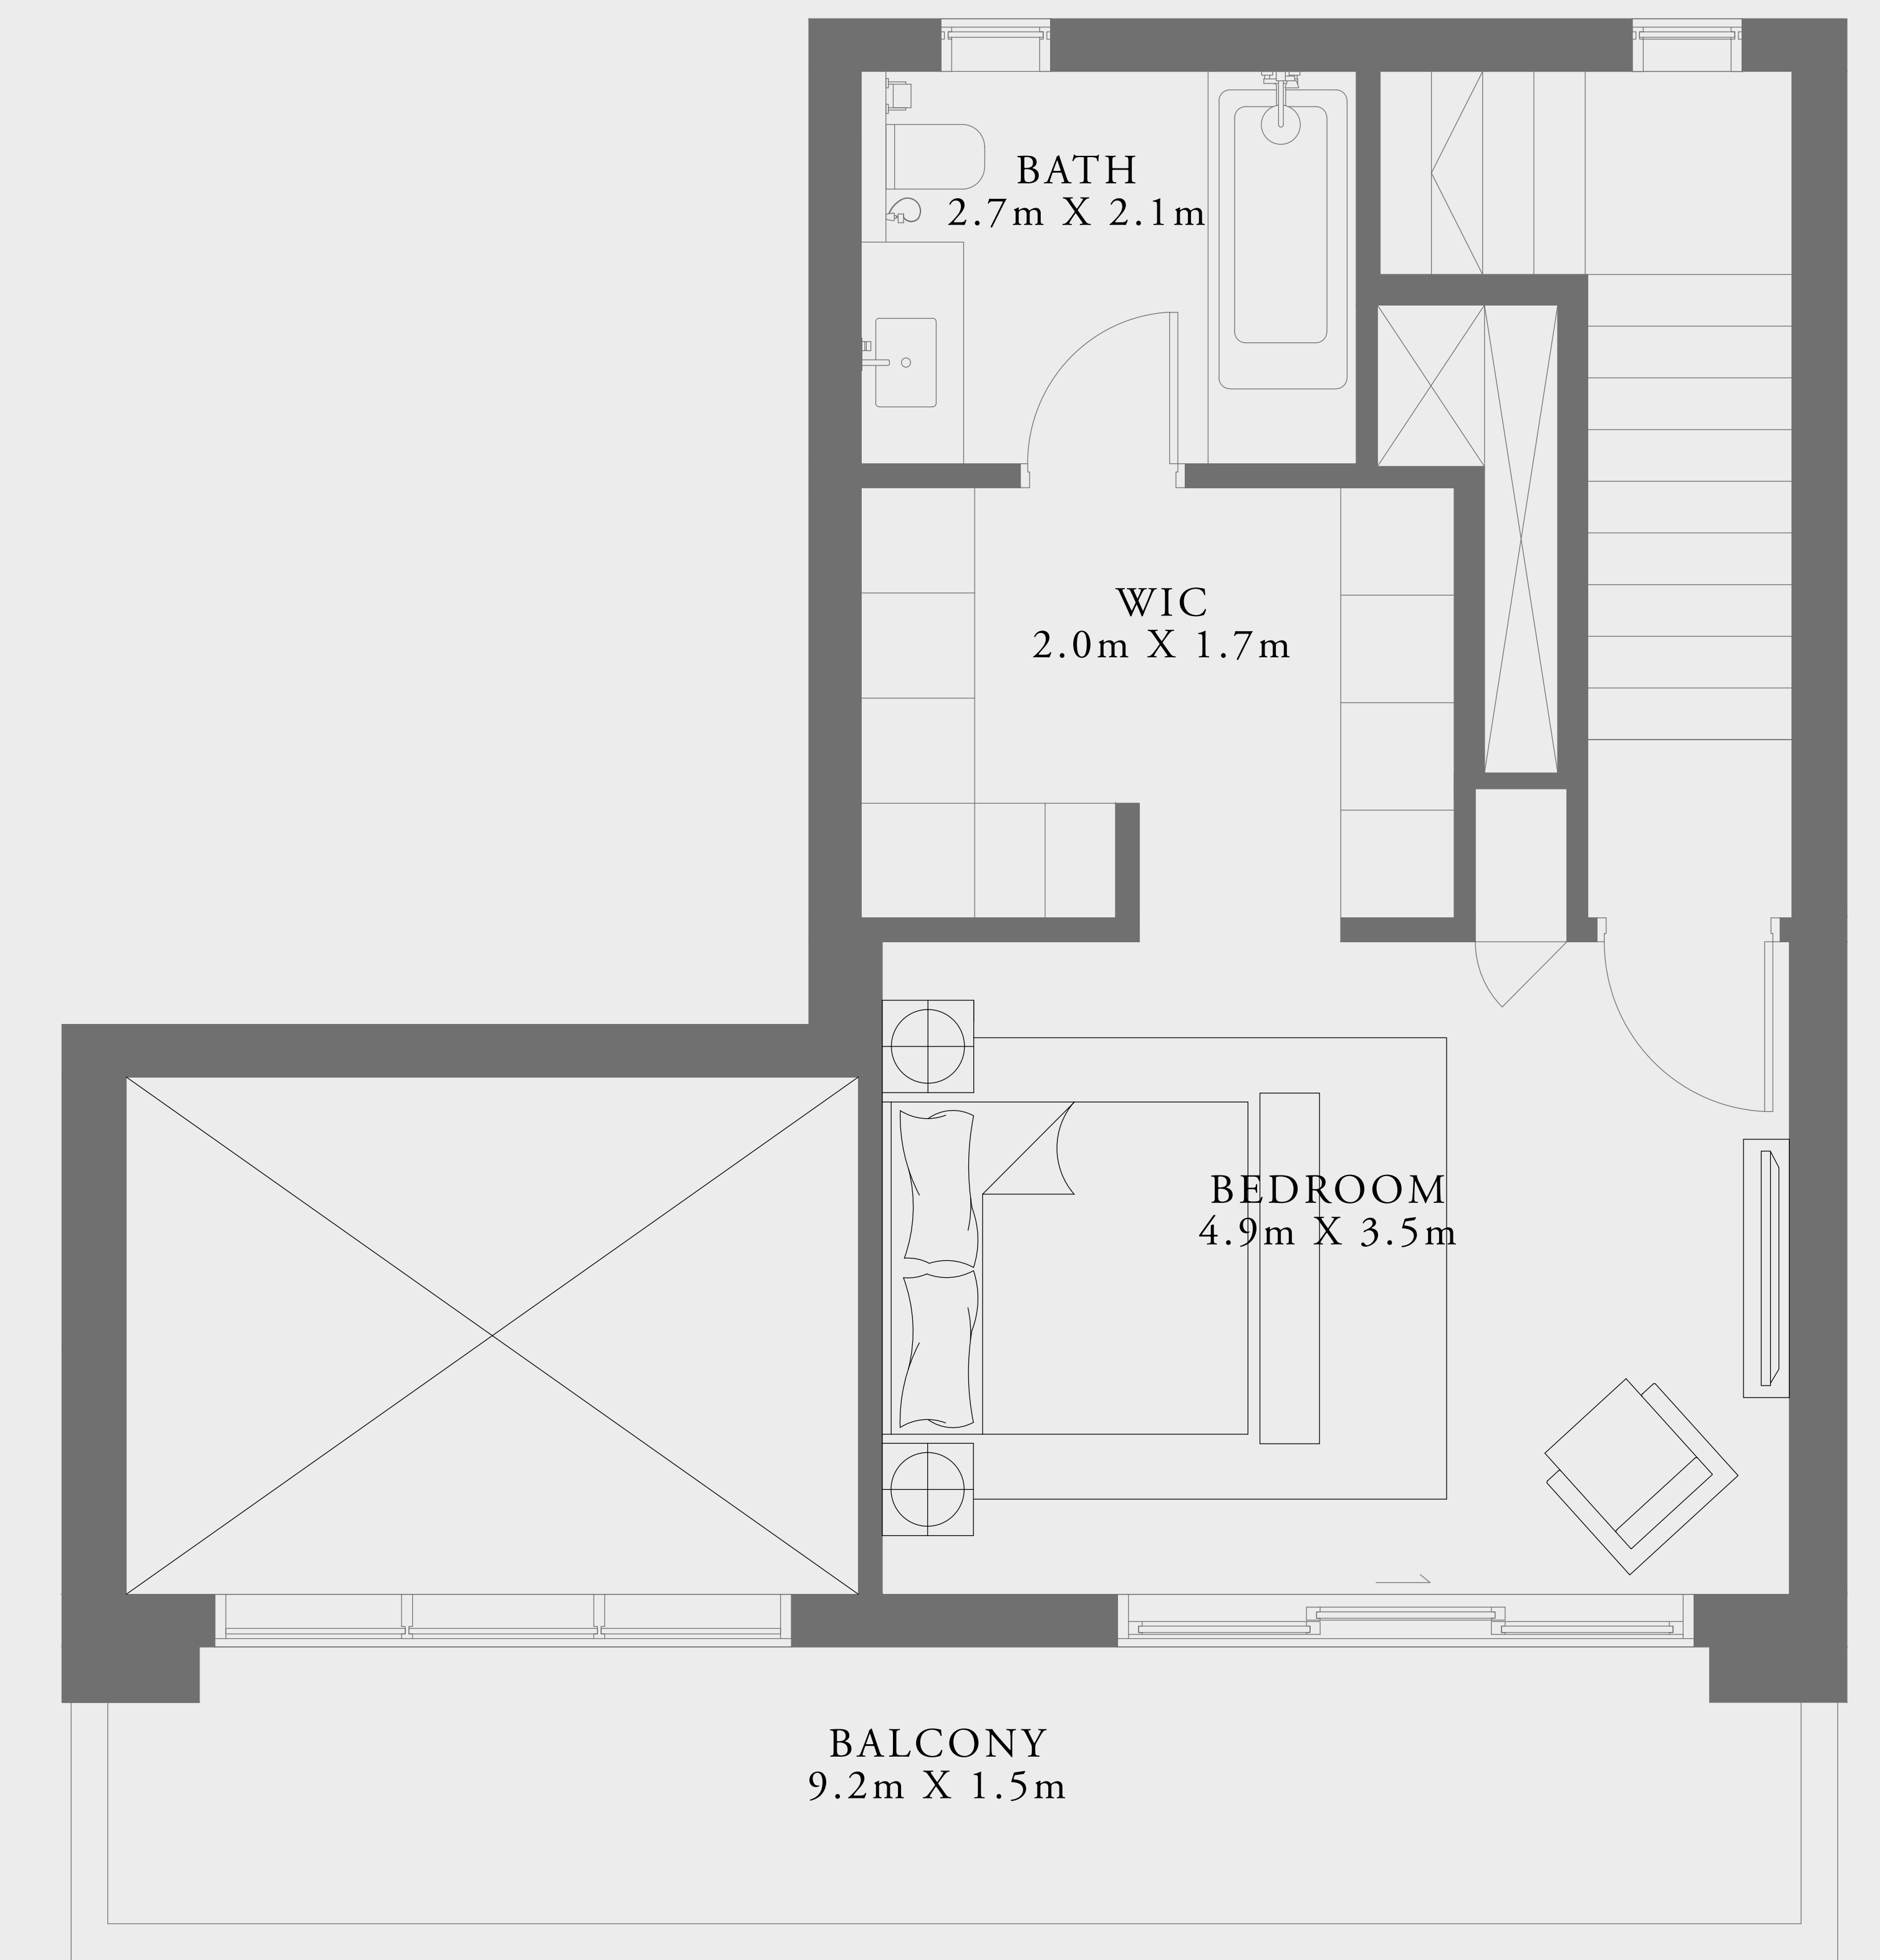 BATH
2.7m X 2.1m
WIC
2.0m X 1.7m
BEDROOM
4.9m X 3.5m
BALCONY
9.2m X 1.5m